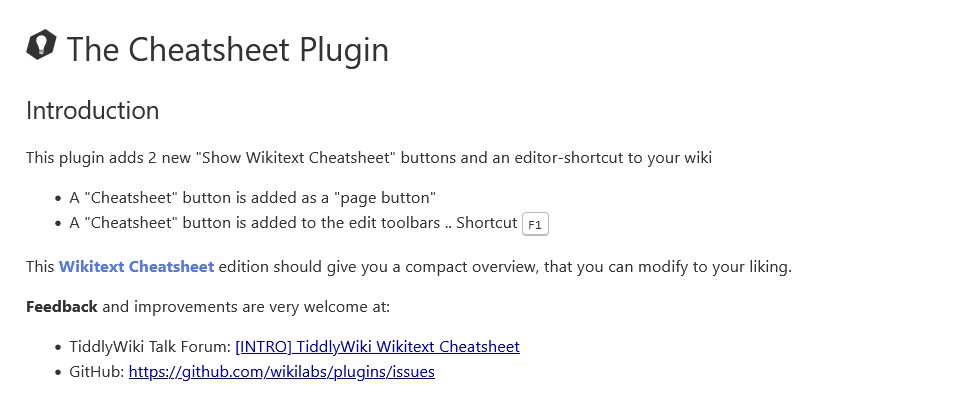 The Cheatsheet Plugin
Introduction
This plugin adds 2 new "Show Wikitext Cheatsheet" buttons and an editor-shortcut to your wiki
• A "Cheatsheet" button is added as a "page button"
• A "Cheatsheet" button is added to the edit toolbars .. Shortcut F1
This Wikitext Cheatsheet edition should give you a compact overview, that you can modify to your liking.
Feedback and improvements are very welcome at:
• TiddlyWiki Talk Forum: [INTRO] TiddlyWiki Wikitext Cheatsheet
• GitHub: https://github.com/wikilabs/plugins/issues